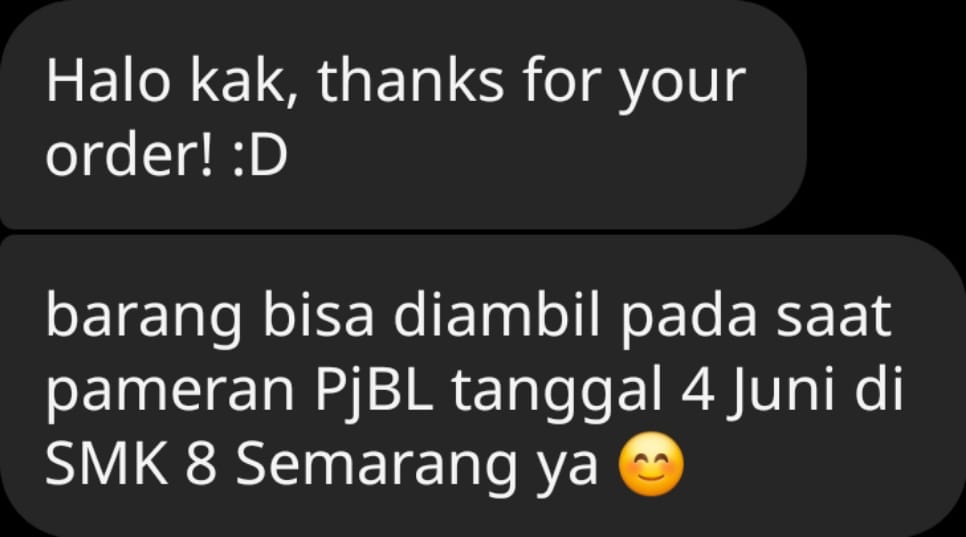 Halo kak, thanks for your
order! :D
barang bisa diambil pada saat
pameran PjBL tanggal 4 Juni di
SMK 8 Semarang ya 😊